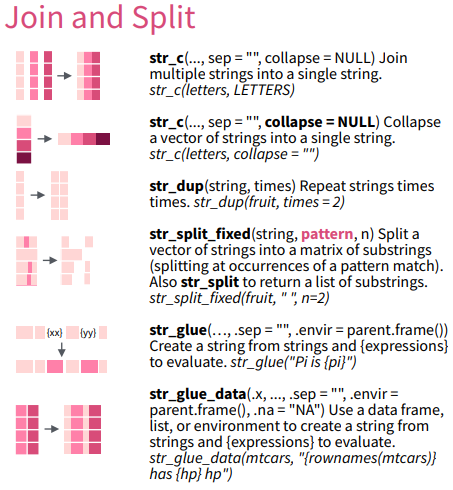 Join and Split
str_c(..., sep = "", collapse = NULL) Join
multiple strings into a single string.
str_c(letters, LETTERS)
str_c(..., sep = "", collapse = NULL) Collapse
a vector of strings into a single string.
str_c(letters, collapse = "")
str_dup(string, times) Repeat strings times
times. str_dup(fruit, times = 2)
str_split_fixed(string, pattern, n) Split a
vector of strings into a matrix of substrings
(splitting at occurrences of a pattern match).
Also str_split to return a list of substrings.
str_split_fixed(fruit, " ", n=2)
{xx} {yy}
str_glue(…, .sep = "", .envir = parent.frame())
Create a string from strings and {expressions}
to evaluate. str_glue("Pi is {pi}")
str_glue_data(.x, ..., .sep = "", .envir =
parent.frame(), .na = "NA") Use a data frame,
list, or environment to create a string from
strings and {expressions} to evaluate.
str_glue_data(mtcars, "{rownames(mtcars)}
has {hp} hp")